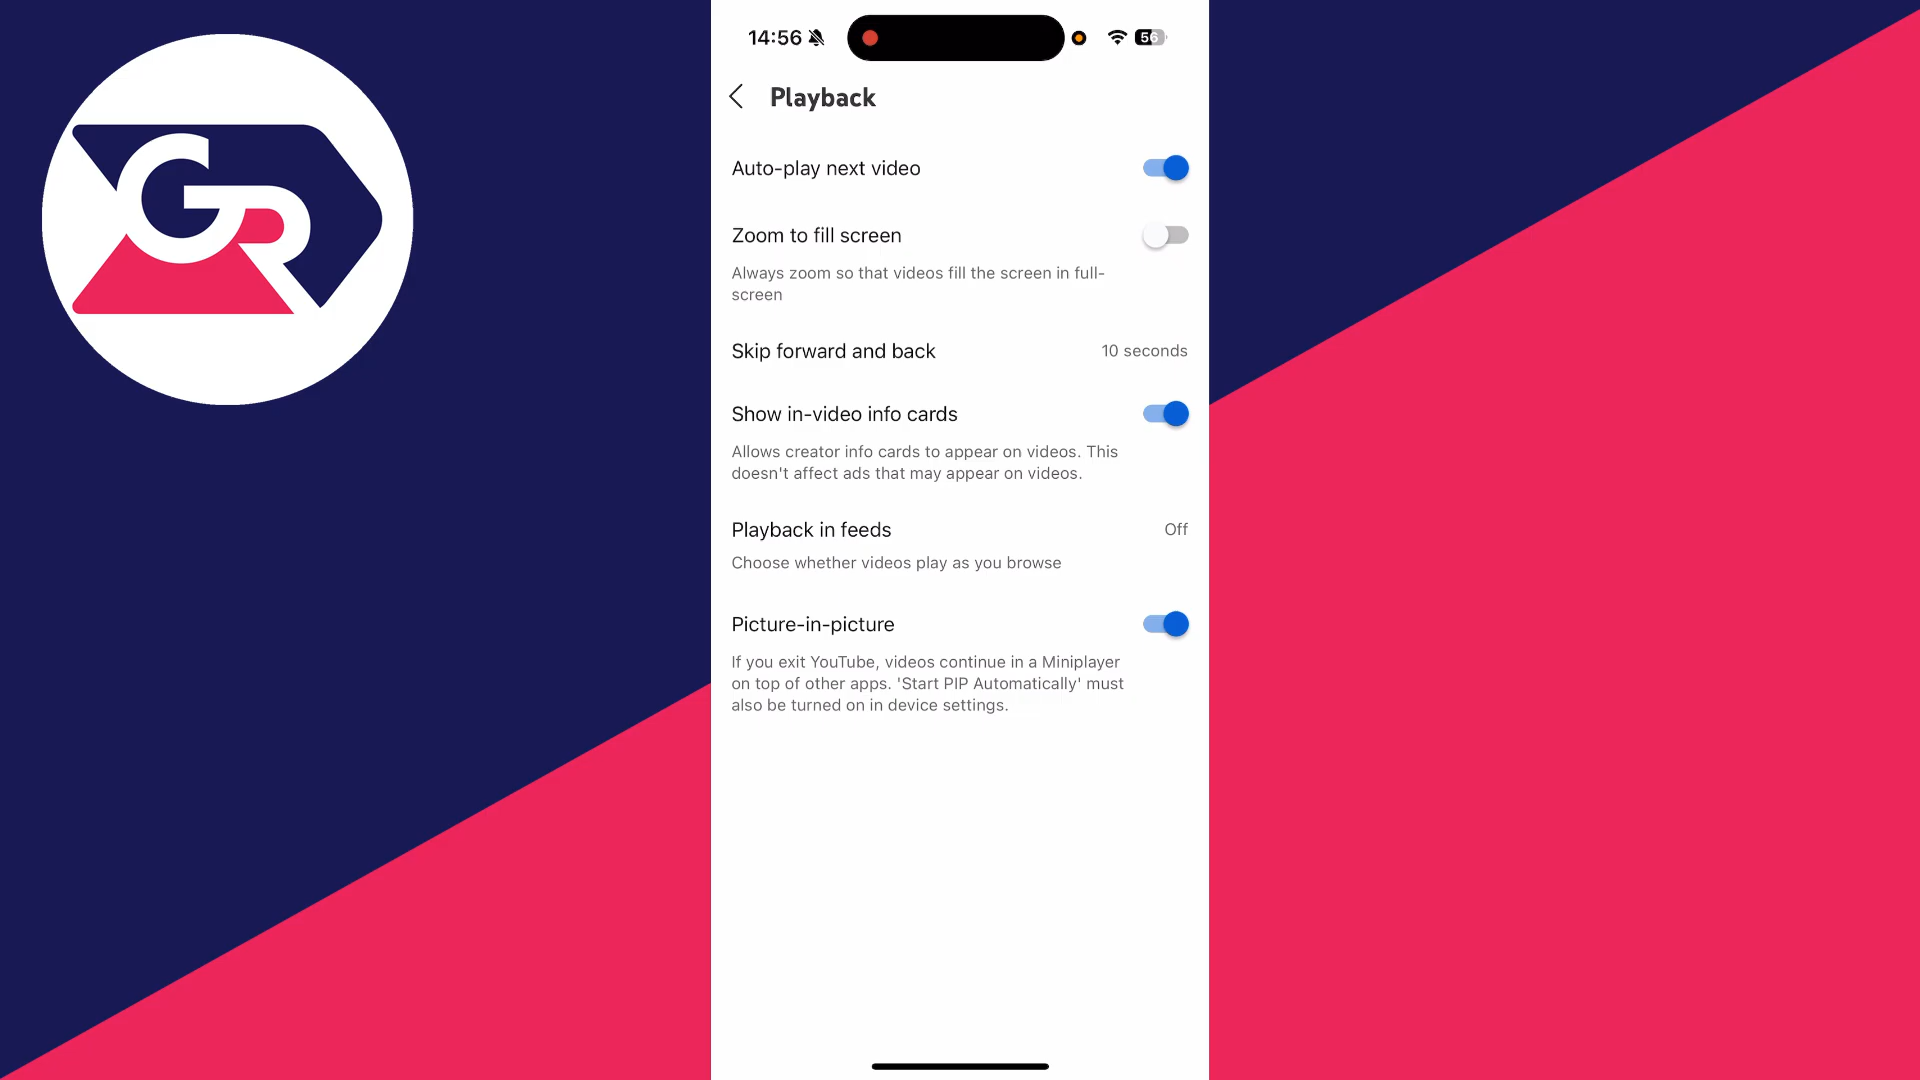 GR
14:56
56
Playback
Auto-play next video
Zoom to fill screen
Always zoom so that videos fill the screen in full-
screen
Skip forward and back
10 seconds
Show in-video info cards
Allows creator info cards to appear on videos. This
doesn't affect ads that may appear on videos.
Playback in feeds
Off
Choose whether videos play as you browse
Picture-in-picture
If you exit YouTube, videos continue in a Miniplayer
on top of other apps. 'Start PIP Automatically' must
also be turned on in device settings.